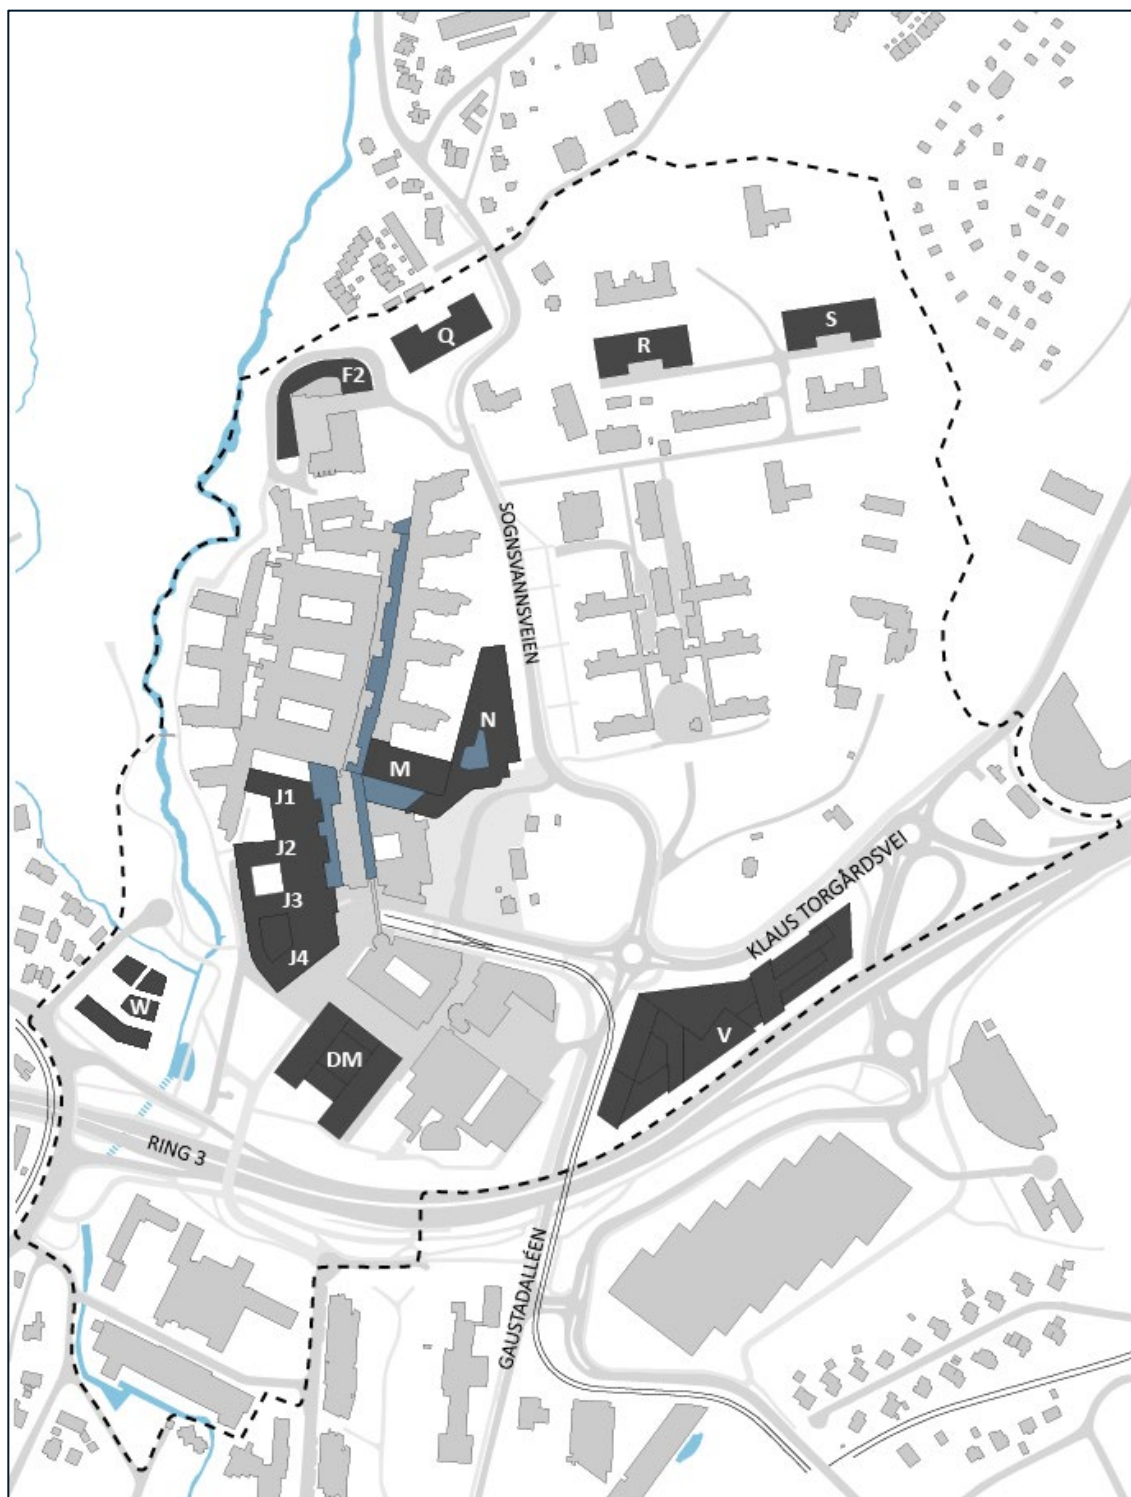 Q
S
R
F2
SOGNSVANNSVEIEN
N
M
J1
J2
J3
J4
KLAUS TORGÅRDSVEI
W
V
DM
RING 3
GAUSTADALLÉEN